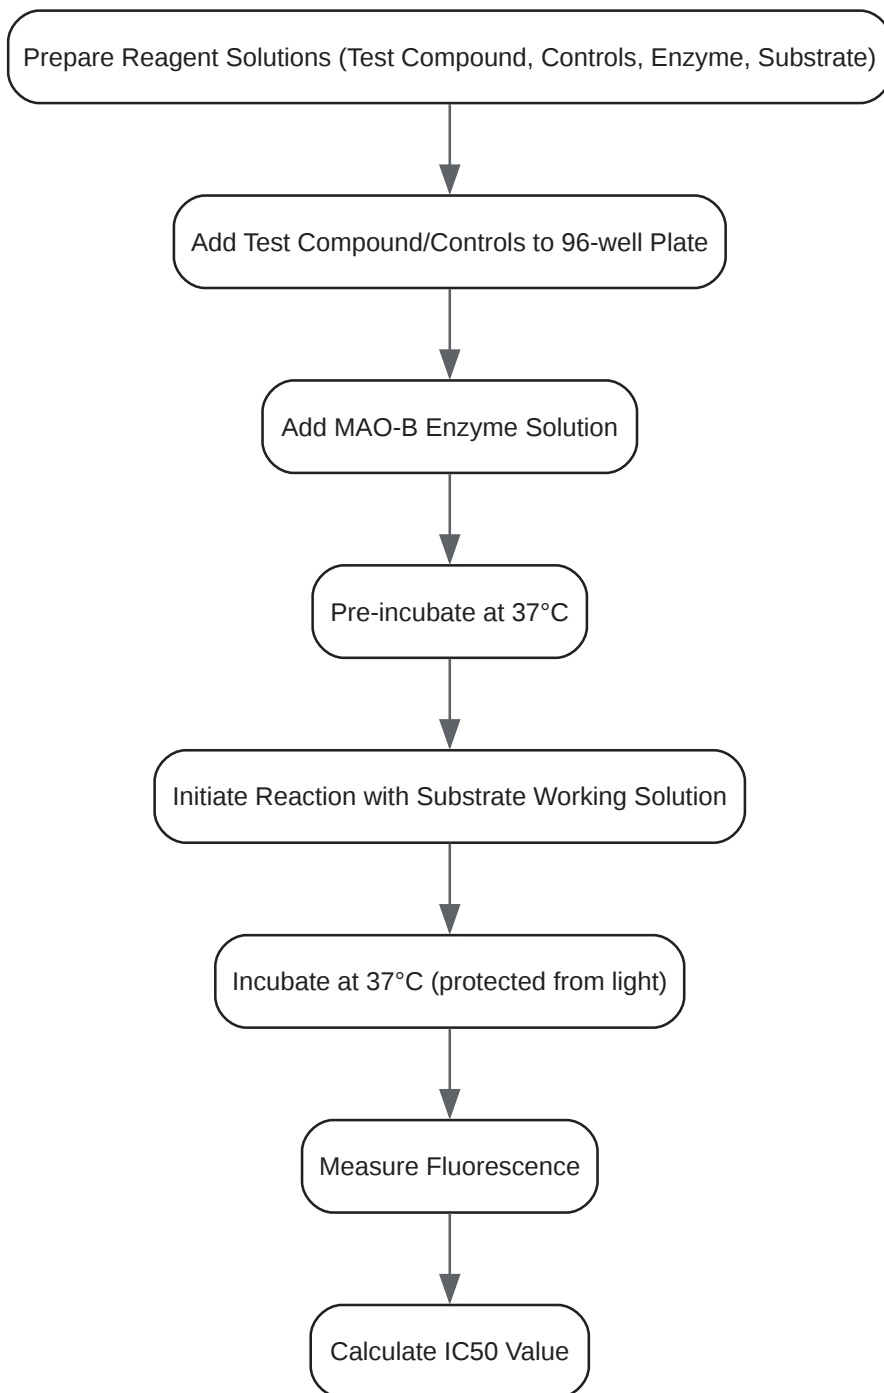 Prepare Reagent Solutions (Test Compound, Controls, Enzyme, Substrate)
Add Test Compound/Controls to 96-well Plate
Add MAO-B Enzyme Solution
Pre-incubate at 37°C
Initiate Reaction with Substrate Working Solution
Incubate at 37°C (protected from light)
Measure Fluorescence
Calculate IC50 Value